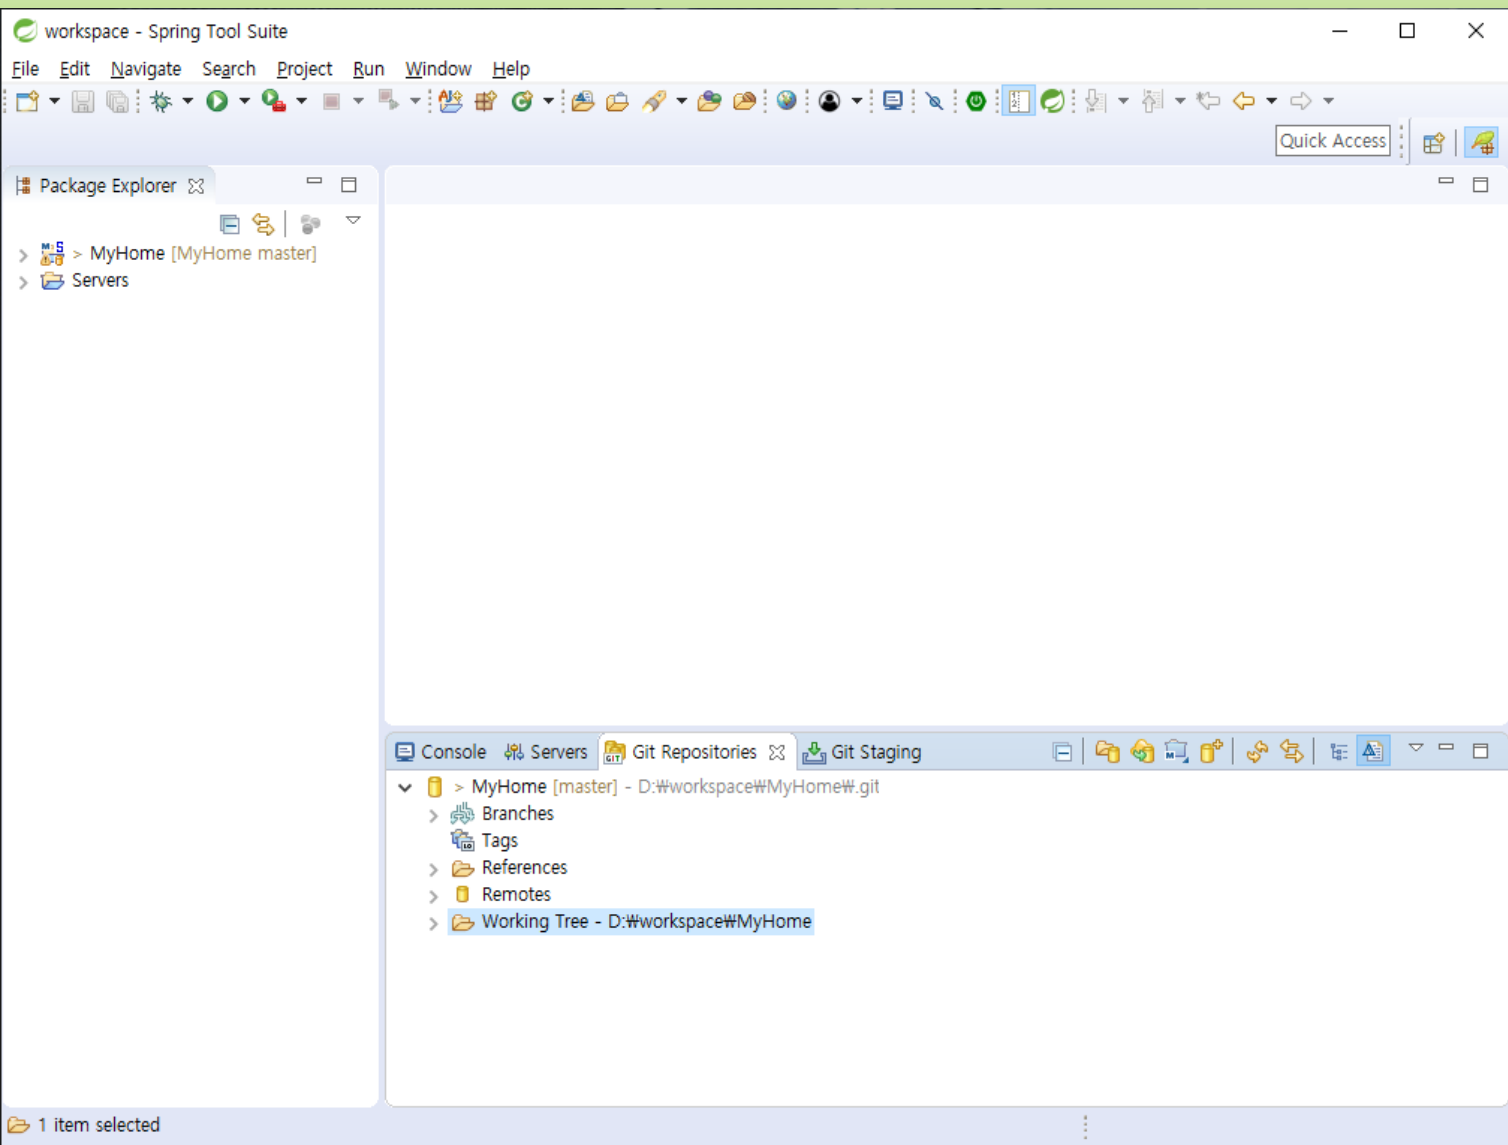 workspace - Spring Tool Suite
File Edit Navigate Search Project Run Window Help
Quick Access
Package Explorer
> MyHome [MyHome master]
Servers
Console Servers Git Repositories Git Staging
> MyHome [master] - D:₩workspace₩MyHome₩.git
Branches
Tags
References
Remotes
Working Tree - D:₩workspace₩MyHome
1 item selected